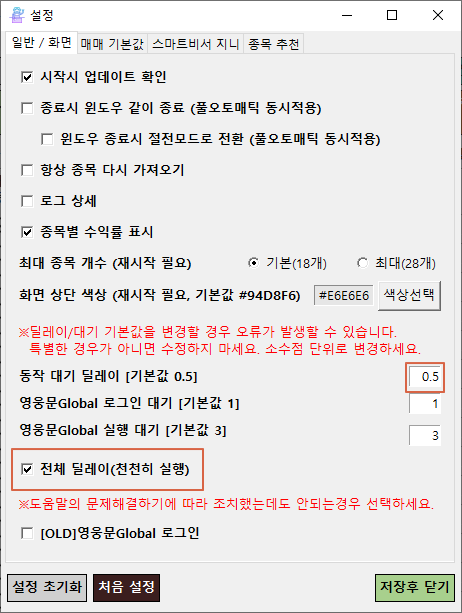 설정
일반 / 화면 매매 기본값 스마트비서 지니 종목 추천
시작시 업데이트 확인
종료시 윈도우 같이 종료 (풀오토매틱 동시적용)
윈도우 종료시 절전모드로 전환 (풀오토매틱 동시적용)
항상 종목 다시 가져오기
로그 상세
종목별 수익률 표시
최대 종목 개수 (재시작 필요) 기본(18개) 최대(28개)
화면 상단 색상 (재시작 필요, 기본값 #94D8F6) #E6E6E6 색상선택
※딜레이/대기 기본값을 변경할 경우 오류가 발생할 수 있습니다.
특별한 경우가 아니면 수정하지 마세요. 소수점 단위로 변경하세요.
동작 대기 딜레이 [기본값 0.5] 0.5
영웅문Global 로그인 대기 [기본값 1] 1
영웅문Global 실행 대기 [기본값 3] 3
전체 딜레이(천천히 실행)
※도움말의 문제해결하기에 따라 조치했는데도 안되는경우 선택하세요.
[OLD]영웅문Global 로그인
설정 초기화 처음 설정 저장후 닫기